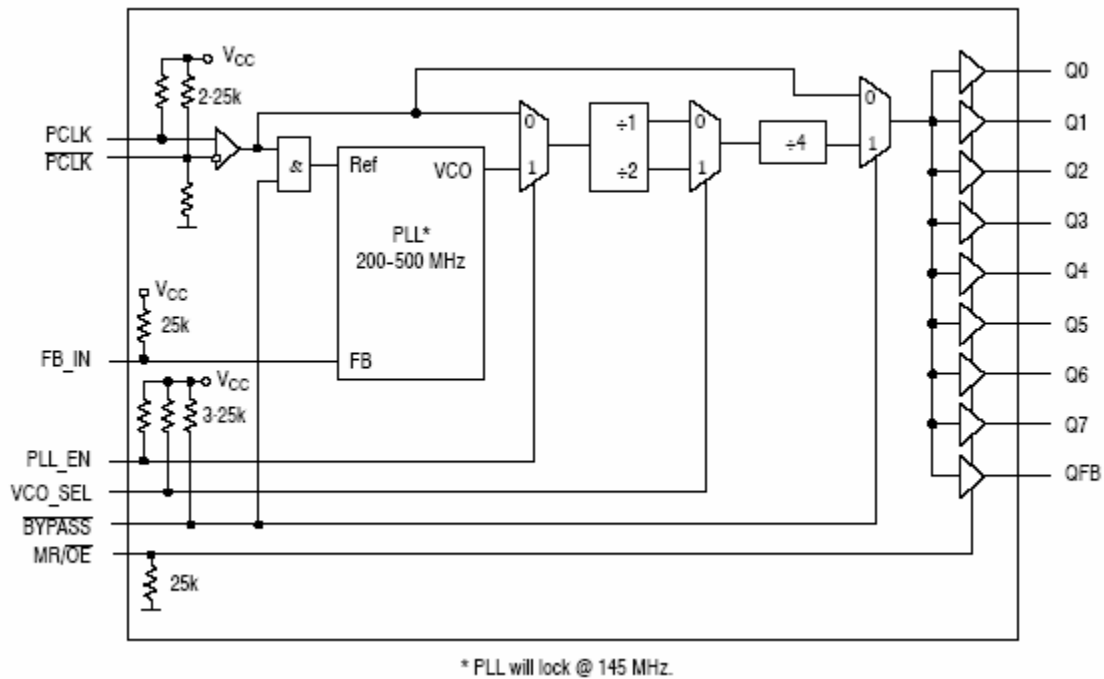 VCC
2-25k
PCLK
PCLK
&
Ref
VCO
PLL*
200-500 MHz
FB
0
1
÷1
÷2
0
1
÷4
0
1
Q0
Q1
Q2
Q3
Q4
Q5
Q6
Q7
QFB
VCC
25k
FB_IN
VCC
3-25k
PLL_EN
VCO_SEL
BYPASS
MR/OE
25k
* PLL will lock @ 145 MHz.